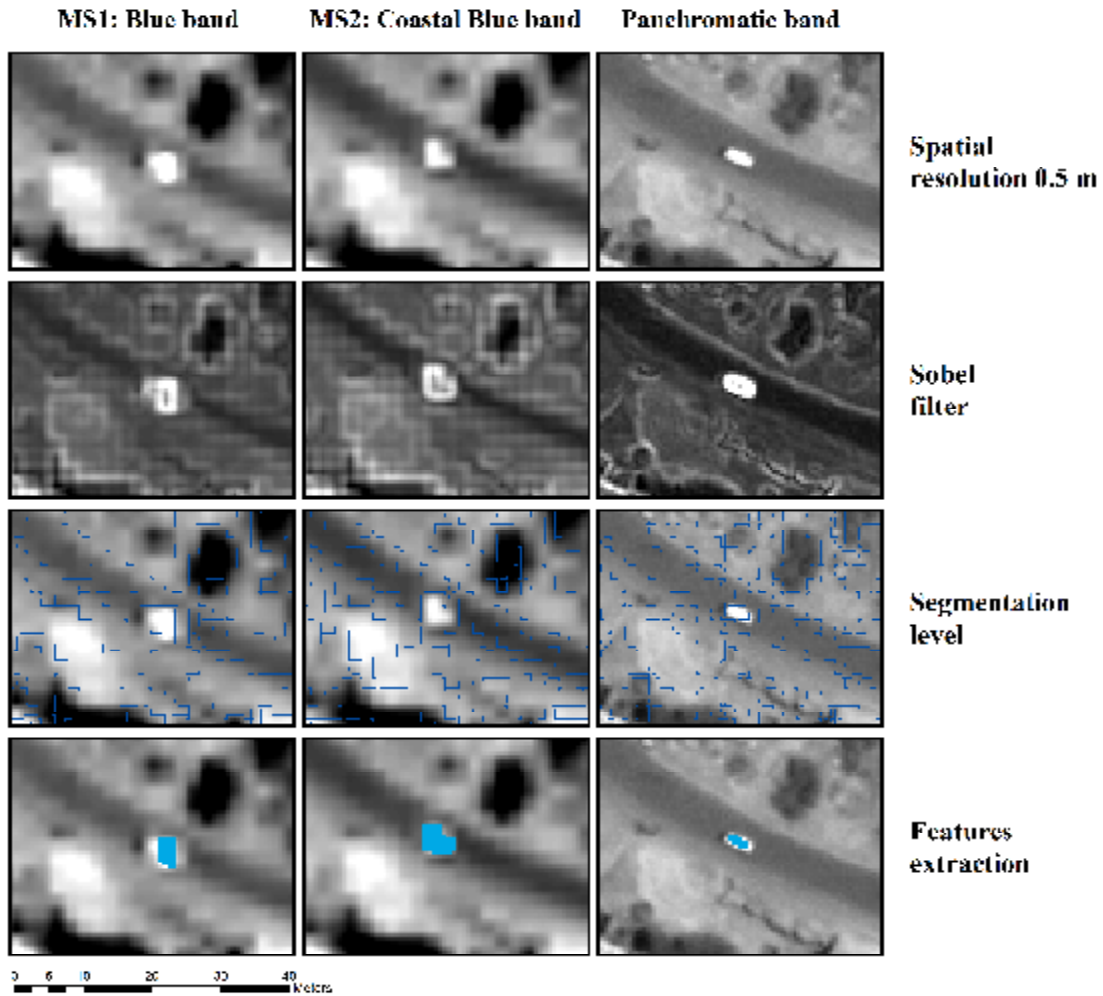 MS1: Blue band
MS2: Coastal Blue band
Panchromatic band
Spatial
resolution 0.5 m
Sobel
filter
Segmentation
level
Features
extraction
0 5 10 20 30 40
Meters